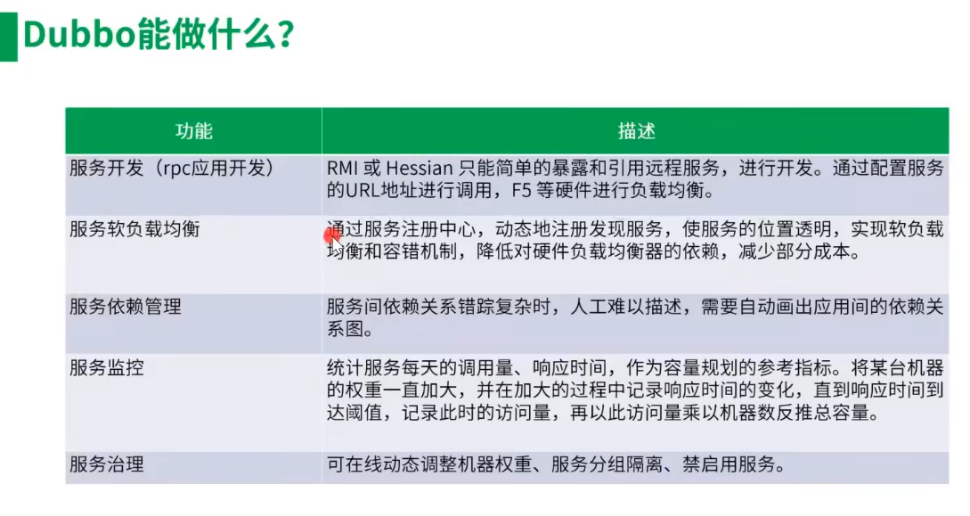 Dubbo能做什么？
功能
描述
服务开发（rpc应用开发）
RMI 或 Hessian 只能简单的暴露和引用远程服务，进行开发。通过配置服务
的URL地址进行调用，F5 等硬件进行负载均衡。
服务软负载均衡
通过服务注册中心，动态地注册发现服务，使服务的位置透明，实现软负载
均衡和容错机制，降低对硬件负载均衡器的依赖，减少部分成本。
服务依赖管理
服务间依赖关系错踪复杂时，人工难以描述，需要自动画出应用间的依赖关
系图。
服务监控
统计服务每天的调用量、响应时间，作为容量规划的参考指标。将某台机器
的权重一直加大，并在加大的过程中记录响应时间的变化，直到响应时间到
达阈值，记录此时的访问量，再以此访问量乘以机器数反推总容量。
服务治理
可在线动态调整机器权重、服务分组隔离、禁启用服务。